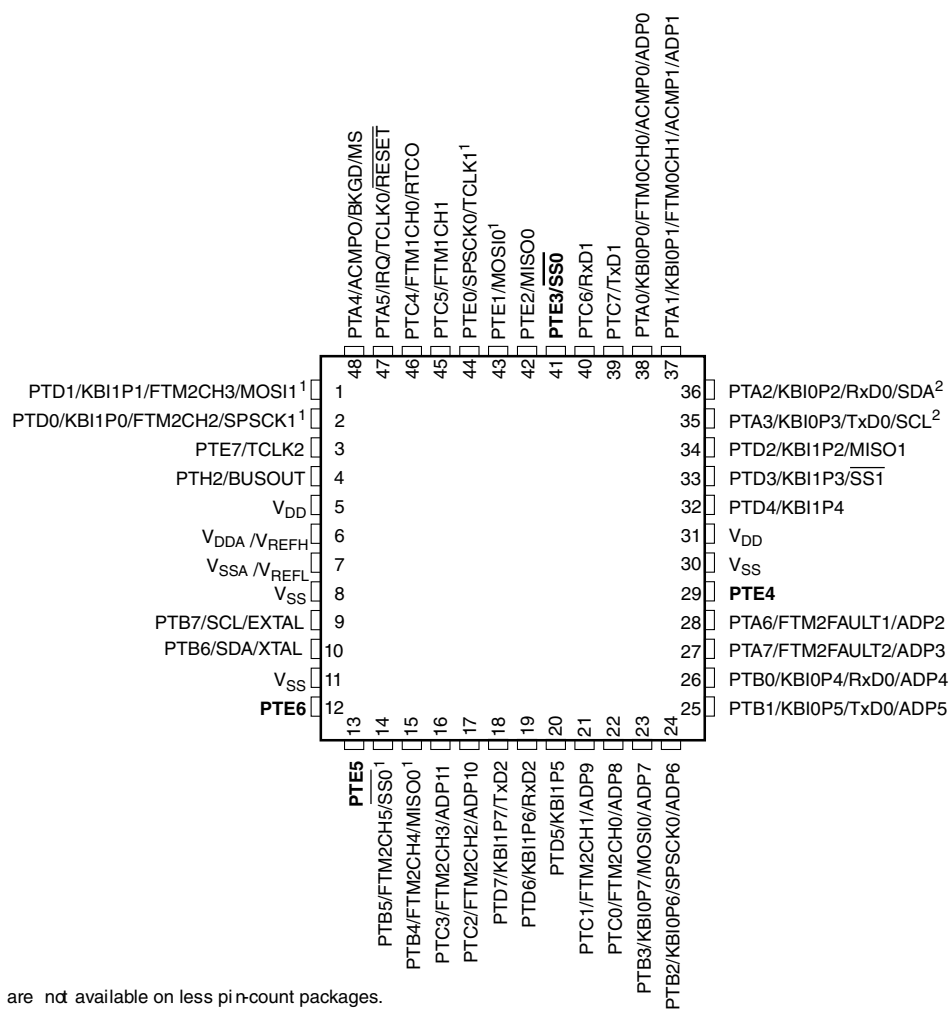 PTA4/ACMPO/BKGD/MS
PTA5/IRQ/TCLK0/RESET
PTC4/FTM1CH0/RTCO
PTC5/FTM1CH1
PTE0/SPSCK0/TCLK1¹
PTE1/MOSI0¹
PTE2/MISO0
PTE3/SS0
PTC6/RxD1
PTC7/TxD1
PTA0/KBI0P0/FTM0CH0/ACMP0/ADP0
PTA1/KBI0P1/FTM0CH1/ACMP1/ADP1
48 47 46 45 44 43 42 41 40 39 38 37
PTD1/KBI1P1/FTM2CH3/MOSI1¹ 1
PTD0/KBI1P0/FTM2CH2/SPSCK1¹ 2
PTE7/TCLK2 3
PTH2/BUSOUT 4
VDD 5
VDDA /VREFH 6
VSSA /VREFL 7
VSS 8
PTB7/SCL/EXTAL 9
PTB6/SDA/XTAL 10
VSS 11
PTE6 12
36 PTA2/KBI0P2/RxD0/SDA²
35 PTA3/KBI0P3/TxD0/SCL²
34 PTD2/KBI1P2/MISO1
33 PTD3/KBI1P3/SS1
32 PTD4/KBI1P4
31 VDD
30 VSS
29 PTE4
28 PTA6/FTM2FAULT1/ADP2
27 PTA7/FTM2FAULT2/ADP3
26 PTB0/KBI0P4/RxD0/ADP4
25 PTB1/KBI0P5/TxD0/ADP5
13 14 15 16 17 18 19 20 21 22 23 24
PTE5
PTB5/FTM2CH5/SS0¹
PTB4/FTM2CH4/MISO0¹
PTC3/FTM2CH3/ADP11
PTC2/FTM2CH2/ADP10
PTD7/KBI1P7/TxD2
PTD6/KBI1P6/RxD2
PTD5/KBI1P5
PTC1/FTM2CH1/ADP9
PTC0/FTM2CH0/ADP8
PTB3/KBI0P7/MOSI0/ADP7
PTB2/KBI0P6/SPSCK0/ADP6
are not available on less pin-count packages.